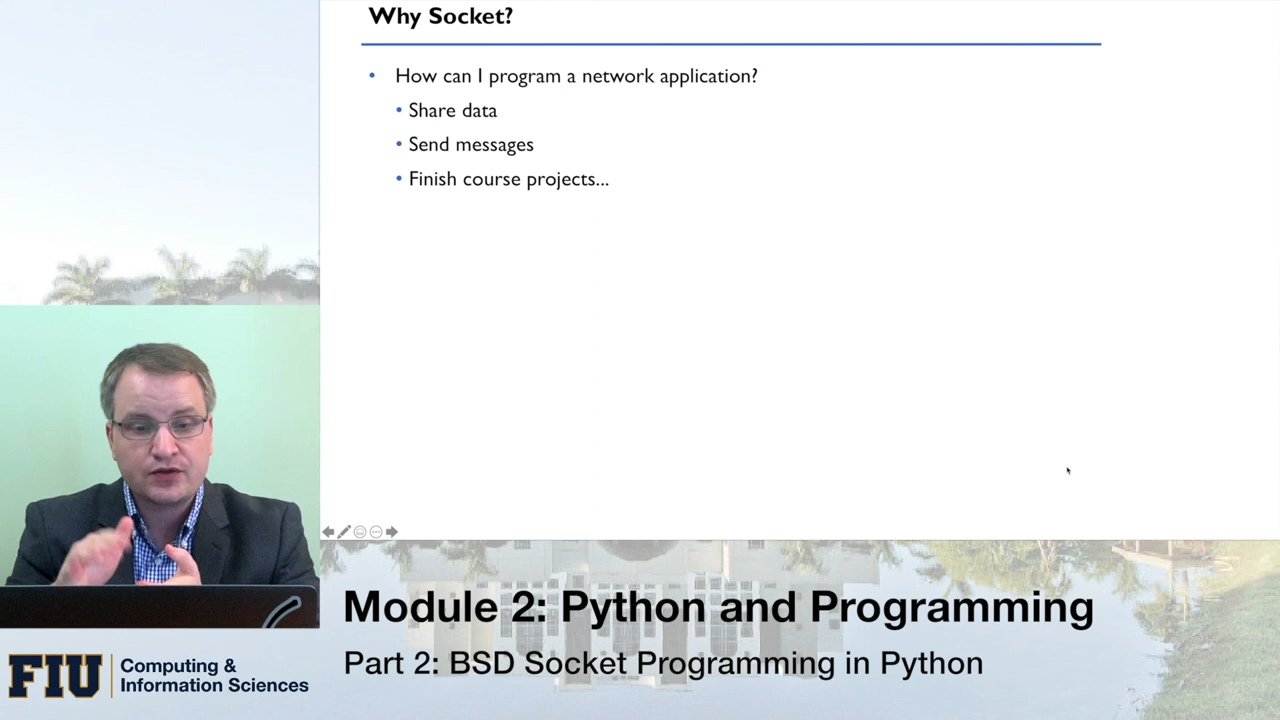 Why Socket?
• How can I program a network application?
• Share data
• Send messages
• Finish course projects...
Module 2: Python and Programming
Part 2: BSD Socket Programming in Python
FIU Computing &
Information Sciences